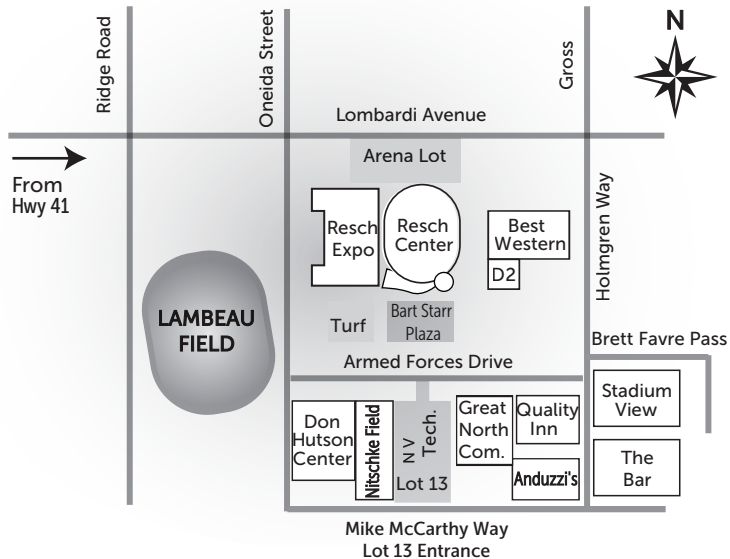 Ridge Road
Oneida Street
Gross
N
Lombardi Avenue
Arena Lot
From
Hwy 41
Resch
Expo
Resch
Center
Best
Western
D2
Holmgren Way
LAMBEAU
FIELD
Turf
Bart Starr
Plaza
Brett Favre Pass
Armed Forces Drive
Don
Hutson
Center
Nitschke Field
NV
Tech.
Lot 13
Great
North
Com.
Quality
Inn
Anduzzi's
Stadium
View
The
Bar
Mike McCarthy Way
Lot 13 Entrance